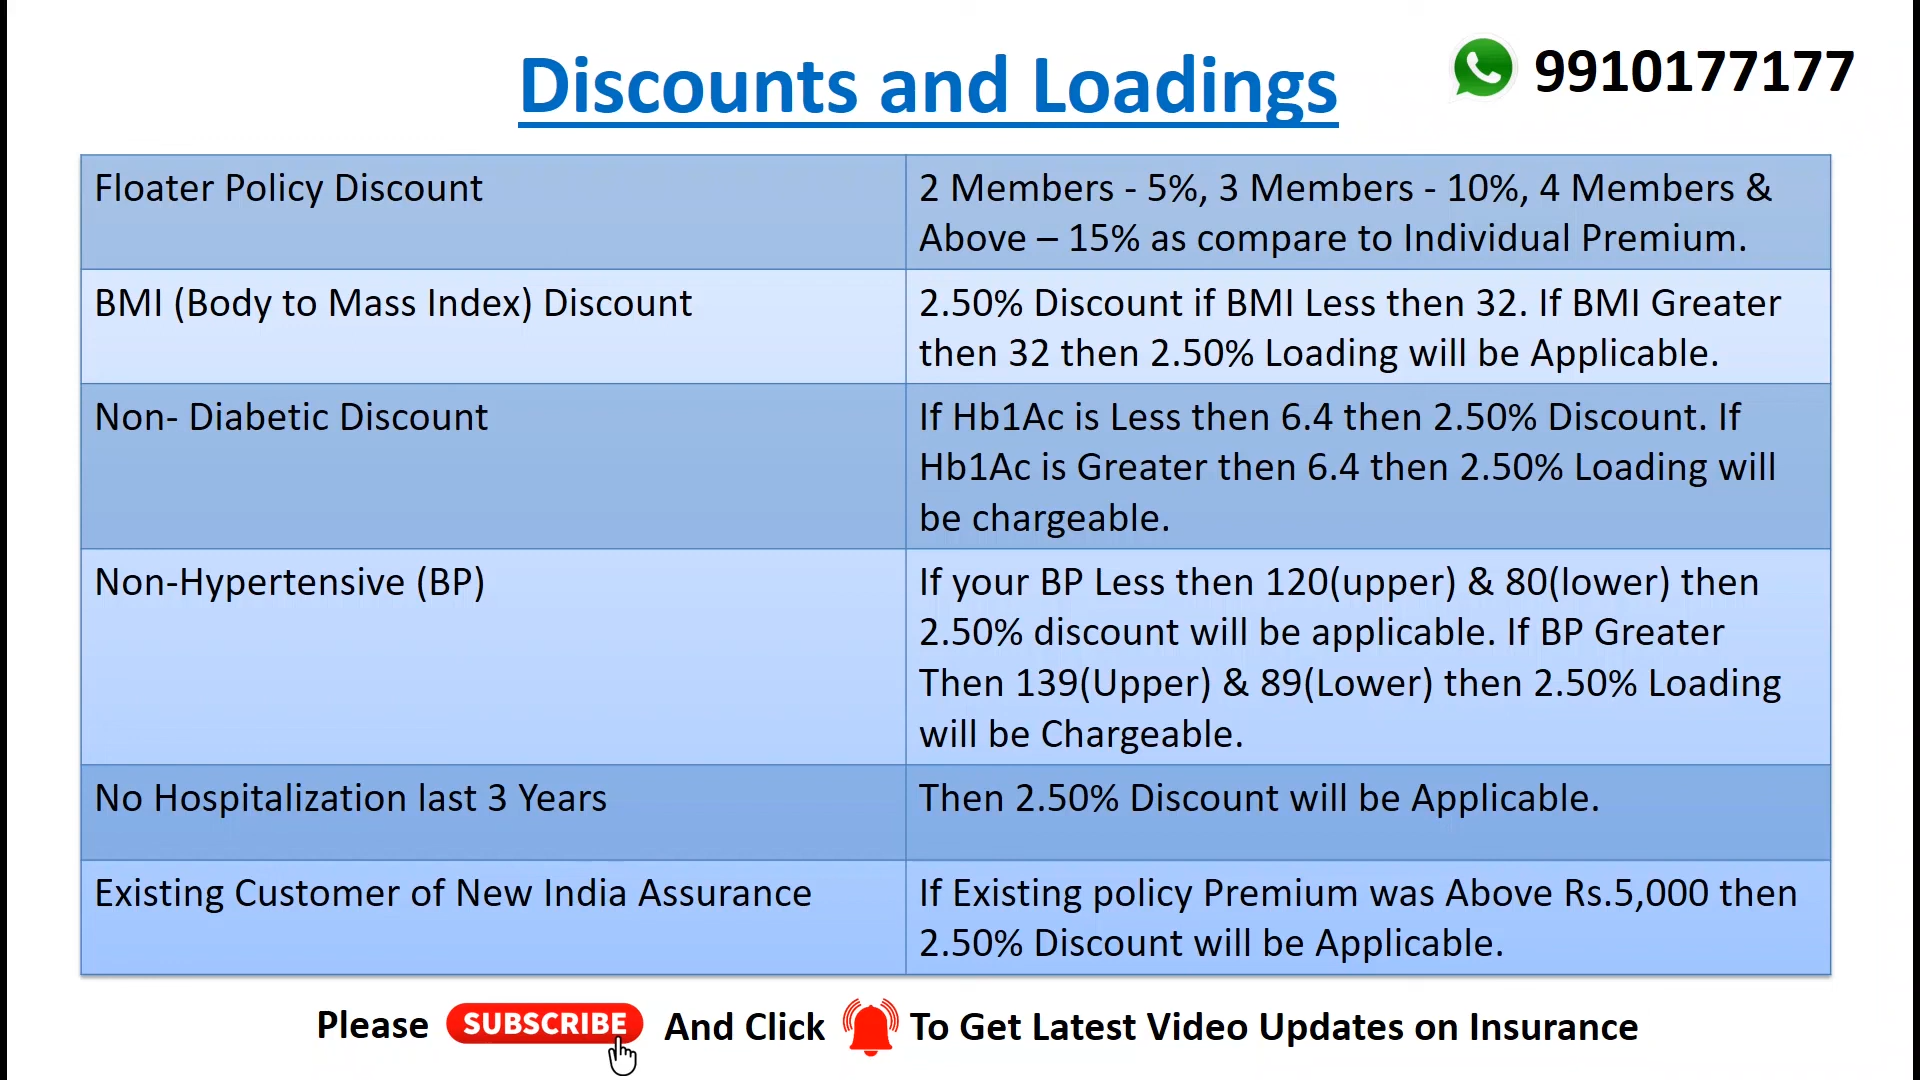 Discounts and Loadings
9910177177
Floater Policy Discount
2 Members - 5%, 3 Members - 10%, 4 Members &
Above – 15% as compare to Individual Premium.
BMI (Body to Mass Index) Discount
2.50% Discount if BMI Less then 32. If BMI Greater
then 32 then 2.50% Loading will be Applicable.
Non- Diabetic Discount
If Hb1Ac is Less then 6.4 then 2.50% Discount. If
Hb1Ac is Greater then 6.4 then 2.50% Loading will
be chargeable.
Non-Hypertensive (BP)
If your BP Less then 120(upper) & 80(lower) then
2.50% discount will be applicable. If BP Greater
Then 139(Upper) & 89(Lower) then 2.50% Loading
will be Chargeable.
No Hospitalization last 3 Years
Then 2.50% Discount will be Applicable.
Existing Customer of New India Assurance
If Existing policy Premium was Above Rs.5,000 then
2.50% Discount will be Applicable.
Please SUBSCRIBE And Click To Get Latest Video Updates on Insurance